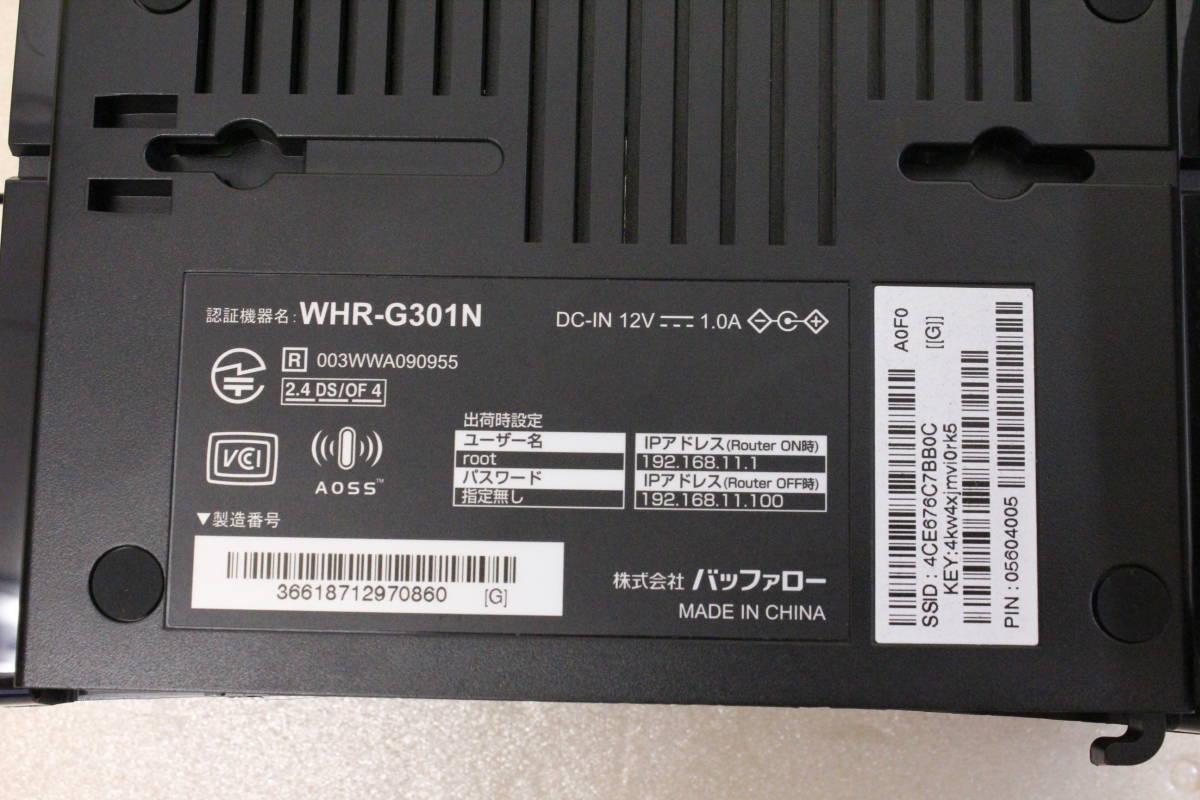 認証機器名: WHR-G301N
DC-IN 12V 1.0A
R 003WWA090955
2.4 DS/OF 4
VCCI
AOSS™
出荷時設定
ユーザー名
root
パスワード
指定無し
IPアドレス(Router ON時)
192.168.11.1
IPアドレス(Router OFF時)
192.168.11.100
▼製造番号
36618712970860 [G]
株式会社 バッファロー
MADE IN CHINA
A0F0
[[G]]
SSID : 4CE676C7BB0C
KEY:4kw4xjmvi0rk5
PIN : 05604005